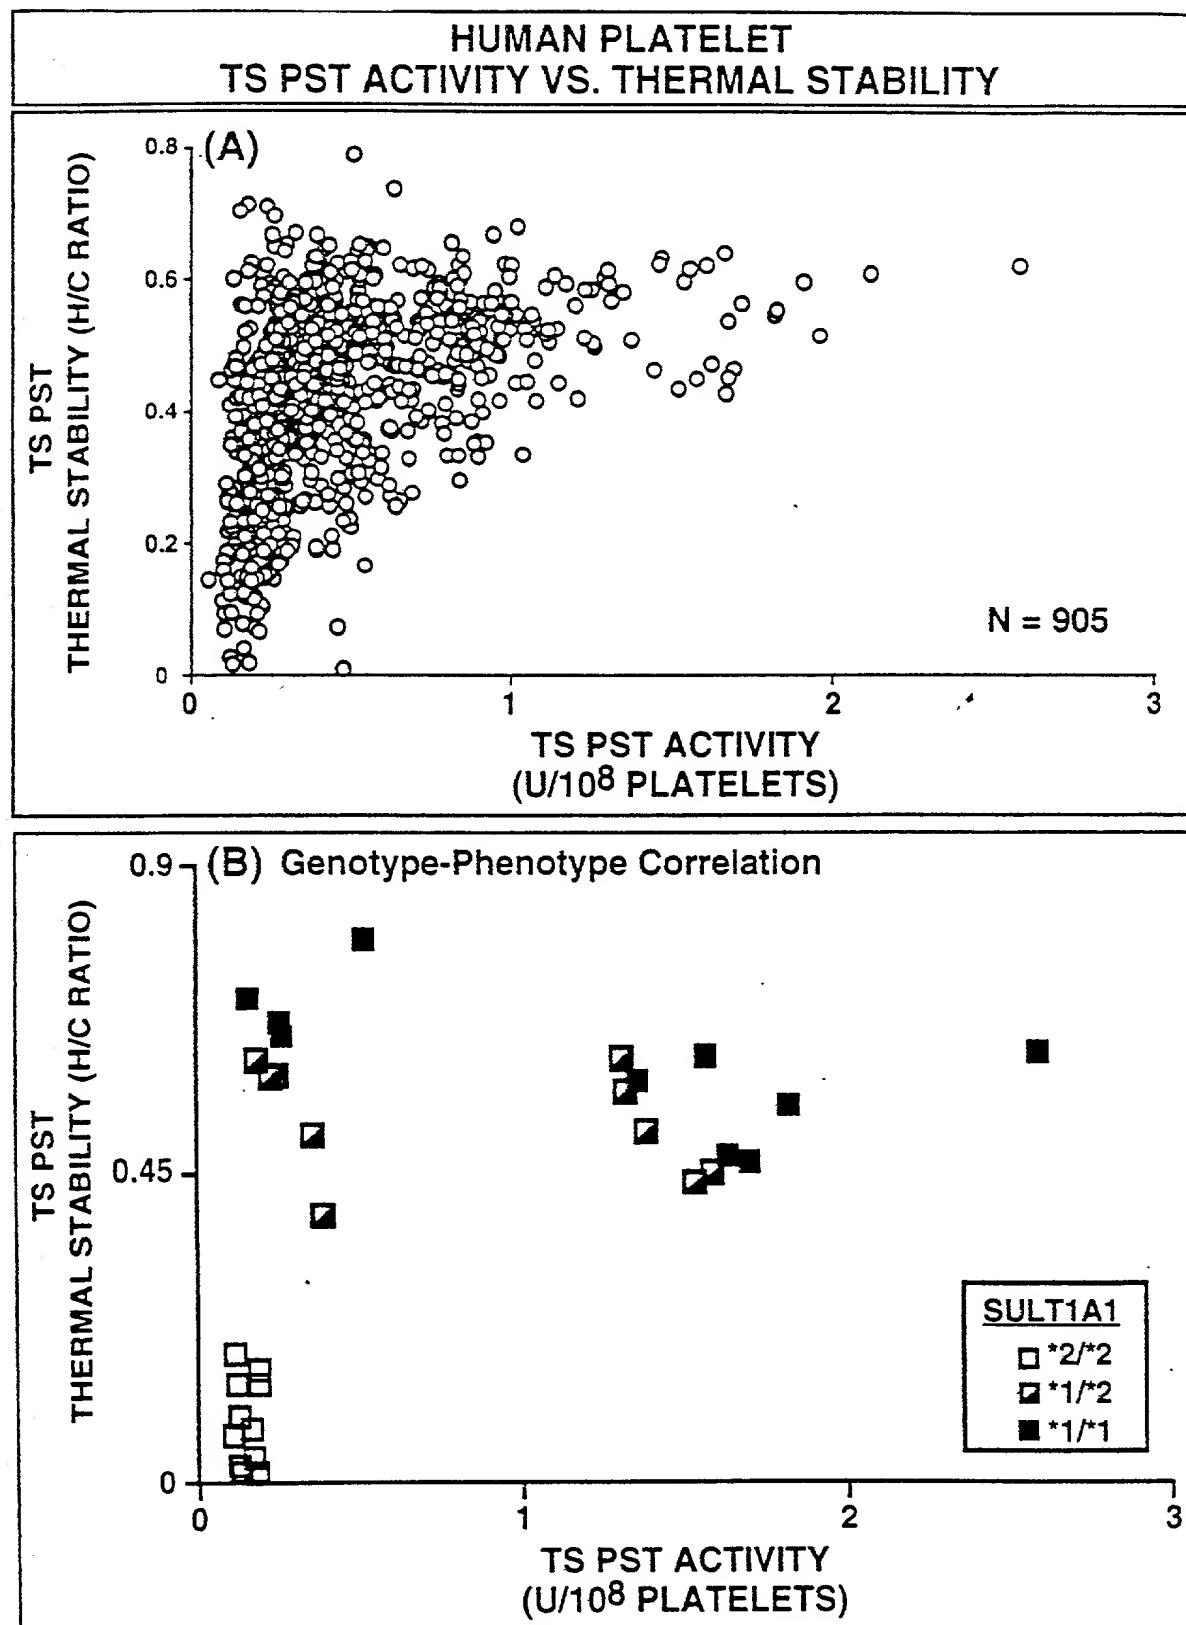 HUMAN PLATELET
TS PST ACTIVITY VS. THERMAL STABILITY
(A)
TS PST
THERMAL STABILITY (H/C RATIO)
0.8
0.6
0.4
0.2
0
N = 905
0 1 2 3
TS PST ACTIVITY
(U/10⁸ PLATELETS)
(B) Genotype-Phenotype Correlation
TS PST
THERMAL STABILITY (H/C RATIO)
0.9
0.45
0
SULT1A1
*2/*2
*1/*2
*1/*1
0 1 2 3
TS PST ACTIVITY
(U/10⁸ PLATELETS)